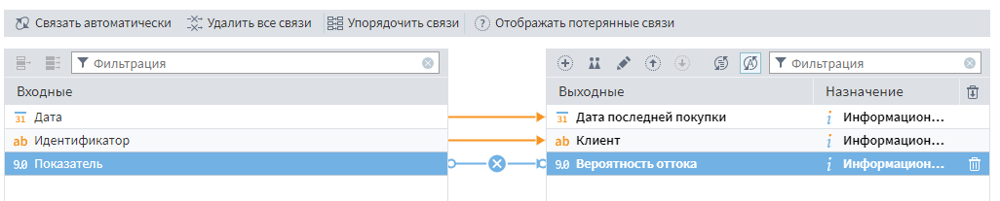 Связать автоматически Удалить все связи Упорядочить связи ? Отображать потерянные связи
Фильтрация Фильтрация
Входные Выходные Назначение
31 Дата 31 Дата последней покупки i Информацион...
ab Идентификатор ab Клиент i Информацион...
9.0 Показатель 9.0 Вероятность оттока i Информацион...